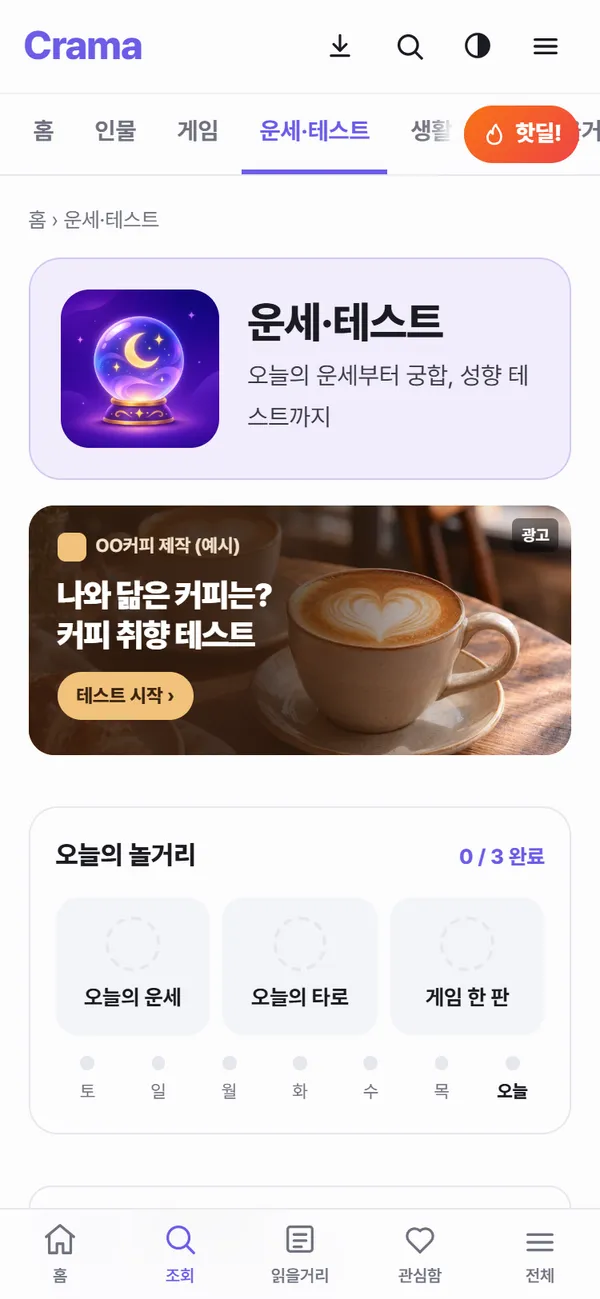 Crama
홈 인물 게임 운세·테스트 생활 핫딜!
홈 › 운세·테스트
운세·테스트
오늘의 운세부터 궁합, 성향 테
스트까지
광고
OO커피 제작 (예시)
나와 닮은 커피는?
커피 취향 테스트
테스트 시작 ›
오늘의 놀거리
0 / 3 완료
오늘의 운세 오늘의 타로 게임 한 판
토 일 월 화 수 목 오늘
홈 조회 읽을거리 관심함 전체